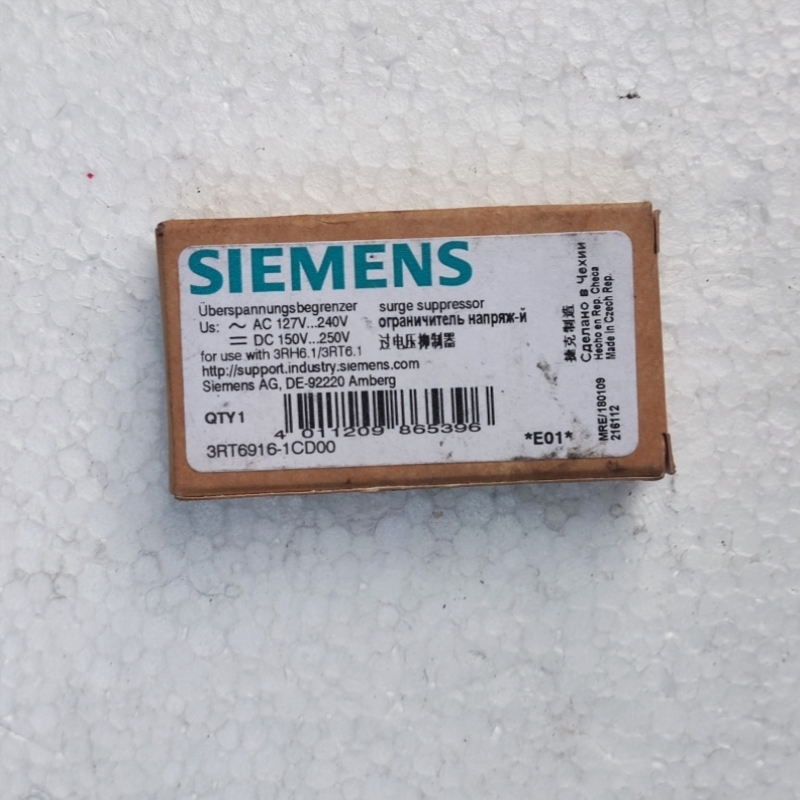 SIEMENS
Überspannungsbegrenzer surge suppressor
Us: ~ AC 127V...240V ограничитель напряж-й
⎓ DC 150V...250V 过电压抑制器
for use with 3RH6.1/3RT6.1
http://support.industry.siemens.com
Siemens AG, DE-92220 Amberg
QTY 1
4 011209 865396
3RT6916-1CD00
*E01*
捷克制造
Сделано в Чехии
Hecho en Rep. Checa
Made in Czech Rep.
MRE/180109
216112